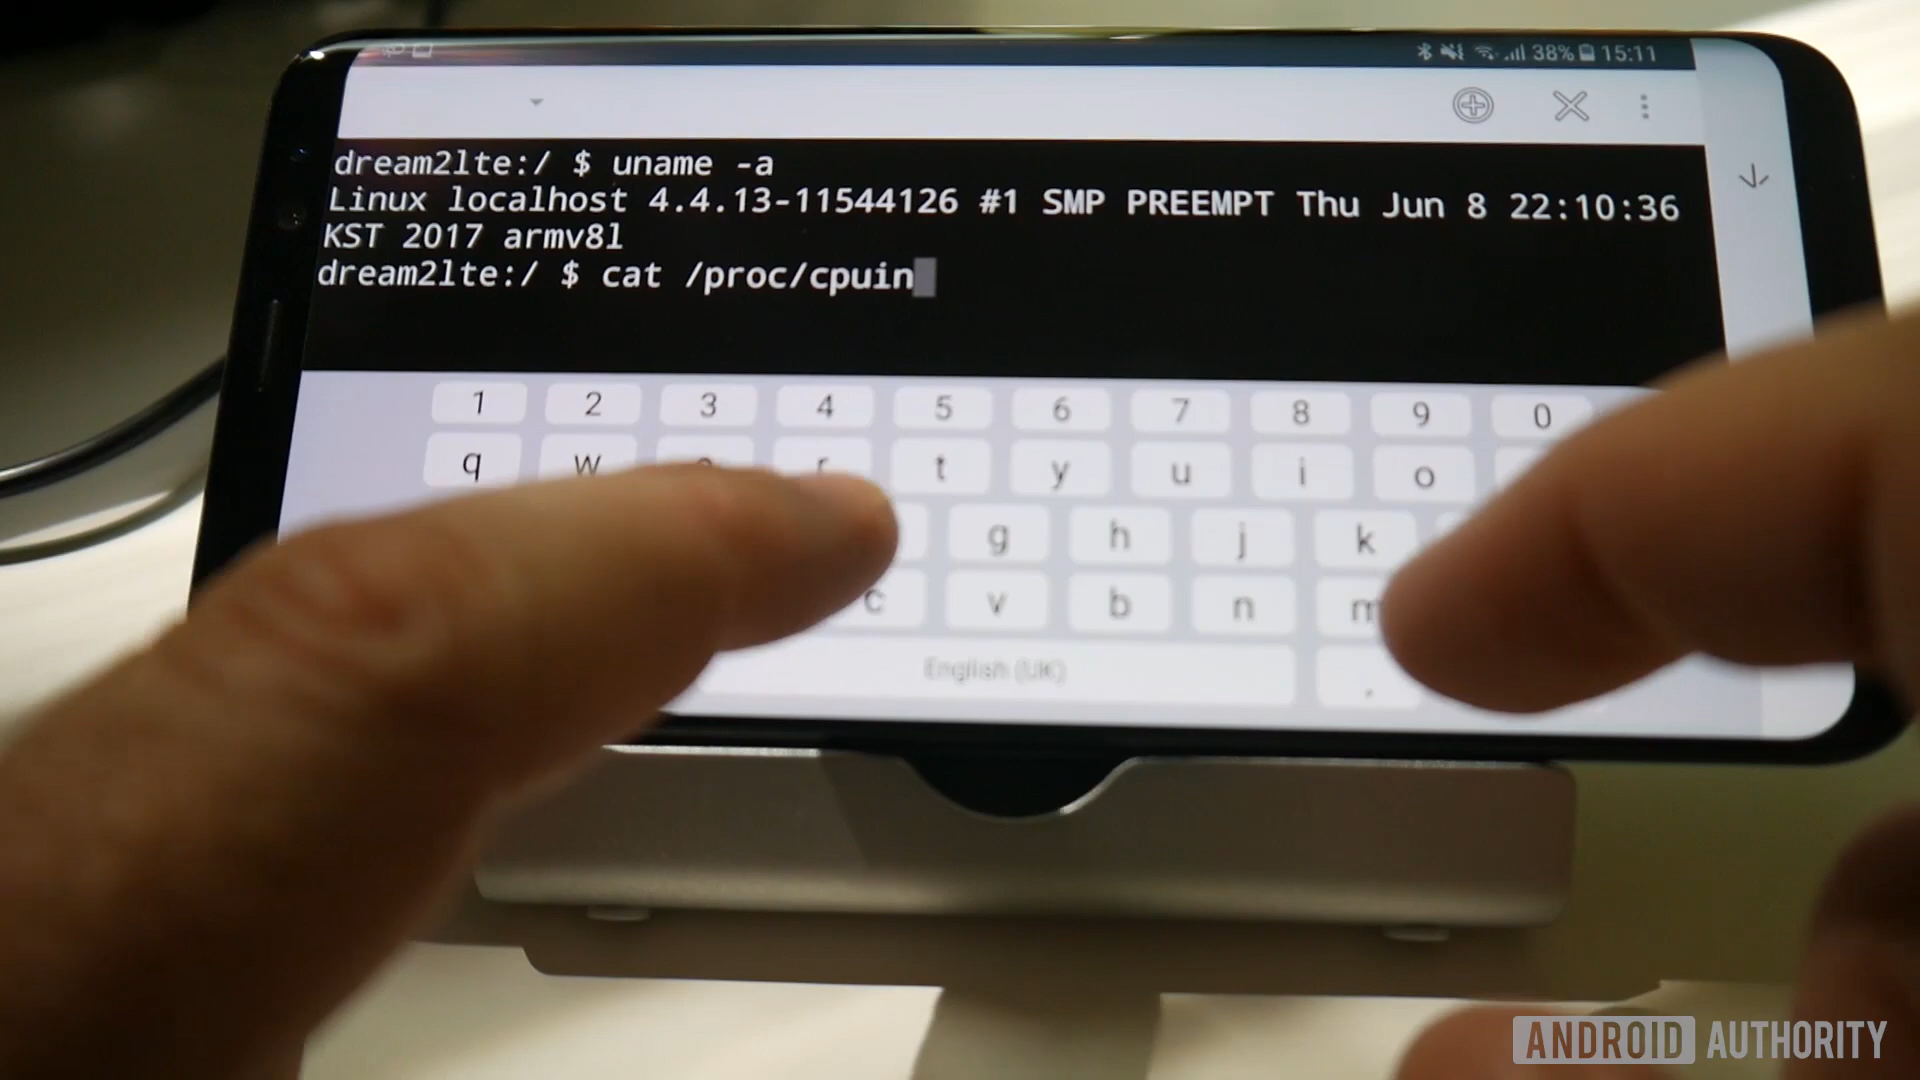 38% 15:11
dream2lte:/ $ uname -a
Linux localhost 4.4.13-11544126 #1 SMP PREEMPT Thu Jun 8 22:10:36
KST 2017 armv8l
dream2lte:/ $ cat /proc/cpuin
1 2 3 4 5 6 7 8 9 0
q w r t y u i o
g h j k
c v b n m
English (UK) .
ANDROID AUTHORITY